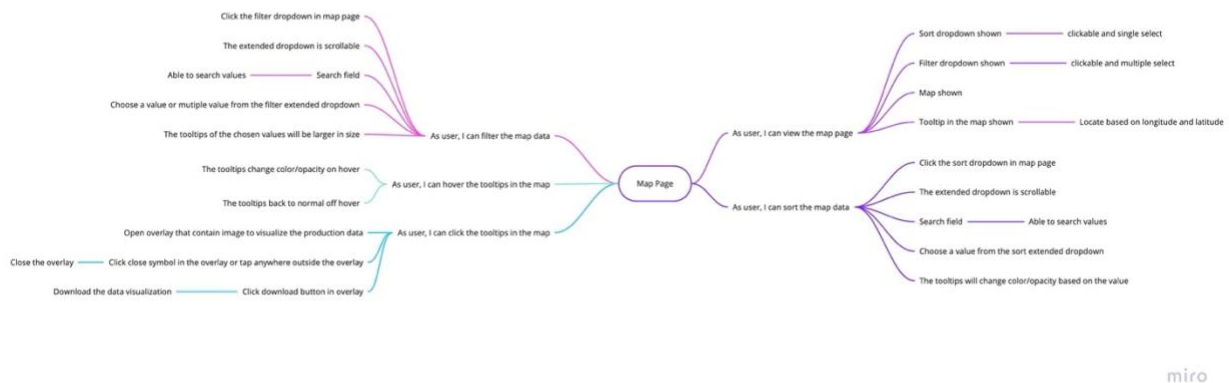 Click the filter dropdown in map page
The extended dropdown is scrollable
Able to search values
Search field
Choose a value or mutiple value from the filter extended dropdown
The tooltips of the chosen values will be larger in size
As user, I can filter the map data
The tooltips change color/opacity on hover
The tooltips back to normal off hover
As user, I can hover the tooltips in the map
Open overlay that contain image to visualize the production data
Close the overlay
Click close symbol in the overlay or tap anywhere outside the overlay
Download the data visualization
Click download button in overlay
As user, I can click the tooltips in the map
Map Page
As user, I can view the map page
Sort dropdown shown
clickable and single select
Filter dropdown shown
clickable and multiple select
Map shown
Tooltip in the map shown
Locate based on longitude and latitude
As user, I can sort the map data
Click the sort dropdown in map page
The extended dropdown is scrollable
Search field
Able to search values
Choose a value from the sort extended dropdown
The tooltips will change color/opacity based on the value
miro